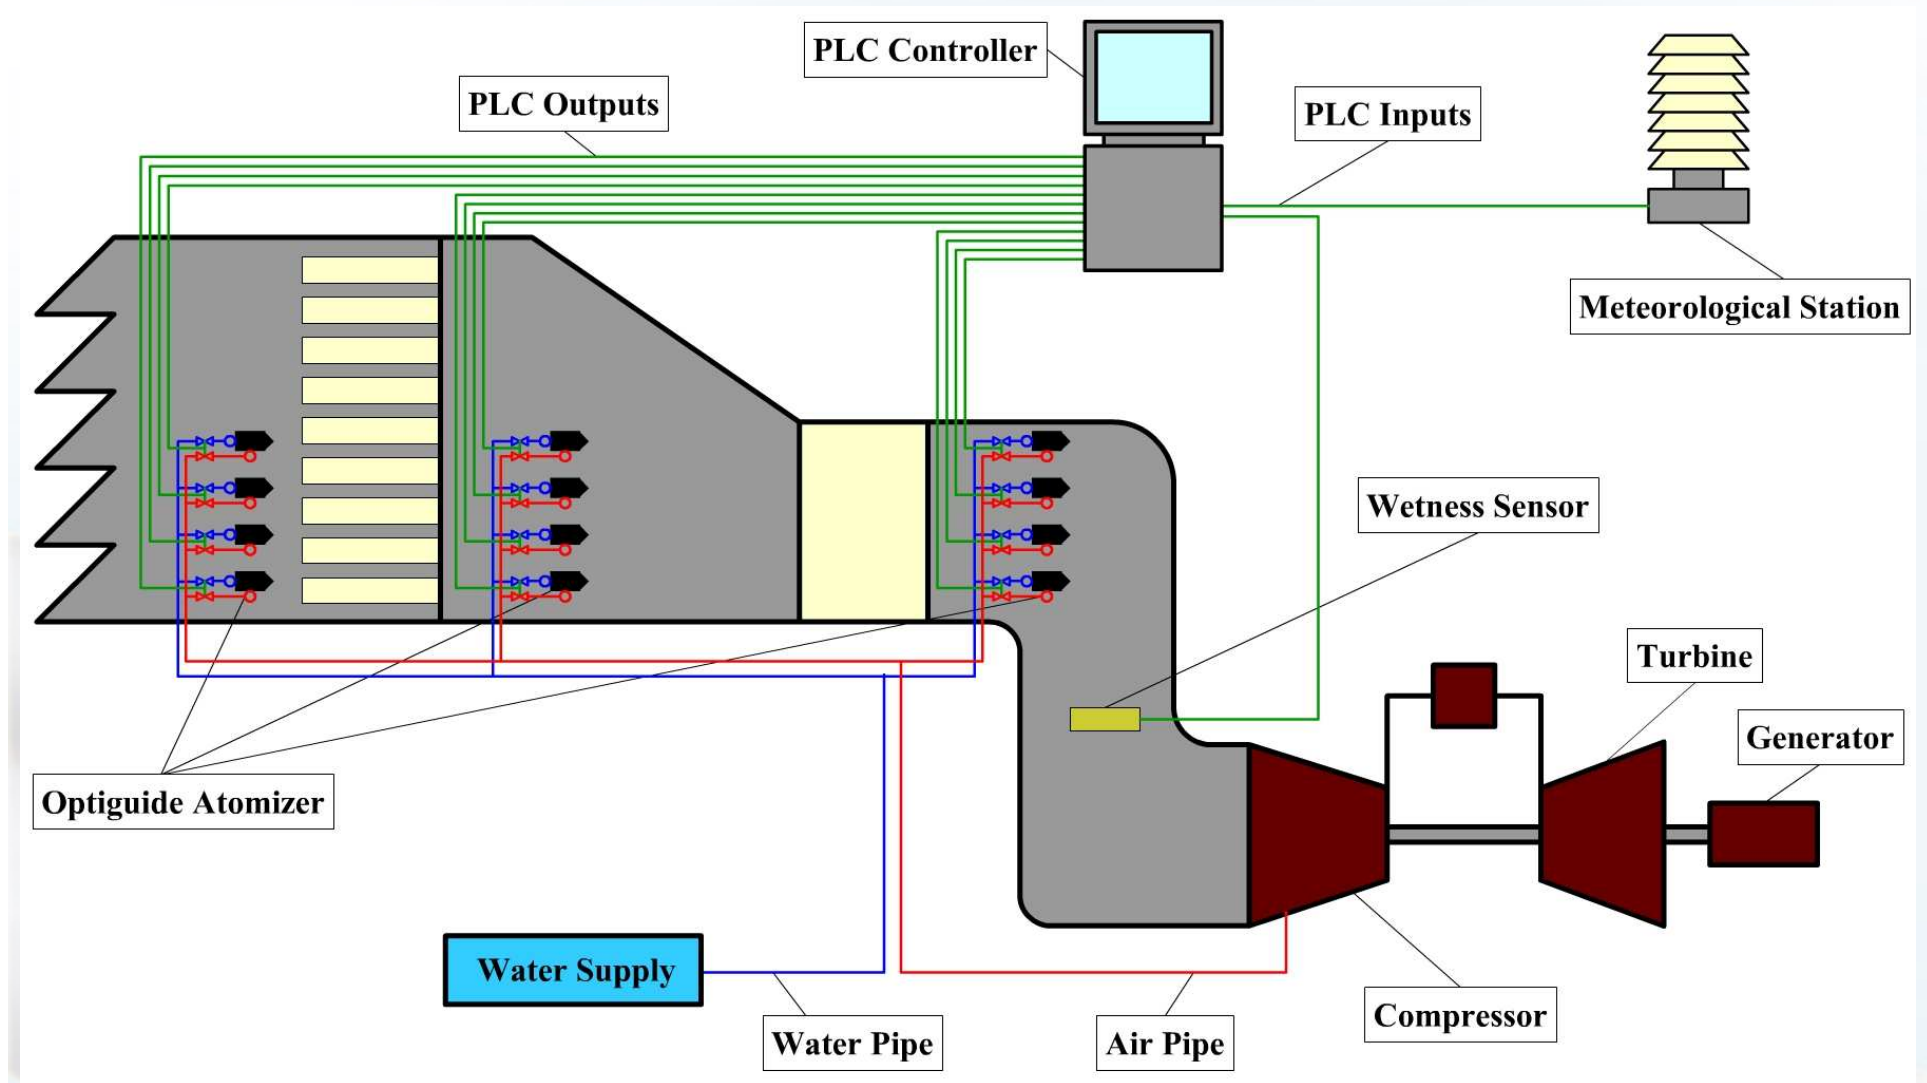 PLC Controller
PLC Outputs
PLC Inputs
Meteorological Station
Wetness Sensor
Turbine
Generator
Optiguide Atomizer
Water Supply
Compressor
Water Pipe
Air Pipe